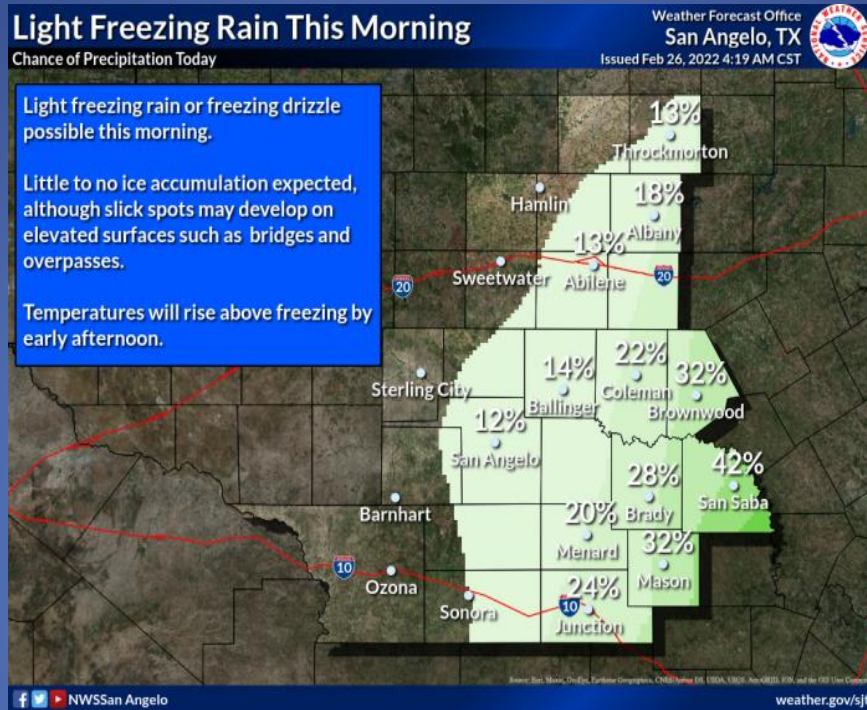 Light Freezing Rain This Morning
Chance of Precipitation Today
Weather Forecast Office
San Angelo, TX
Issued Feb 26, 2022 4:19 AM CST
Light freezing rain or freezing drizzle
possible this morning.
Little to no ice accumulation expected,
although slick spots may develop on
elevated surfaces such as bridges and
overpasses.
Temperatures will rise above freezing by
early afternoon.
13%
Throckmorton
Hamlin
18%
Albany
13%
Sweetwater
Abilene
20
20
Sterling City
14%
Ballinger
22%
Coleman
32%
Brownwood
12%
San Angelo
28%
Brady
42%
San Saba
Barnhart
20%
Menard
32%
Mason
10
Ozona
Sonora
24%
10
Junction
NWSSan Angelo
weather.gov/sjt